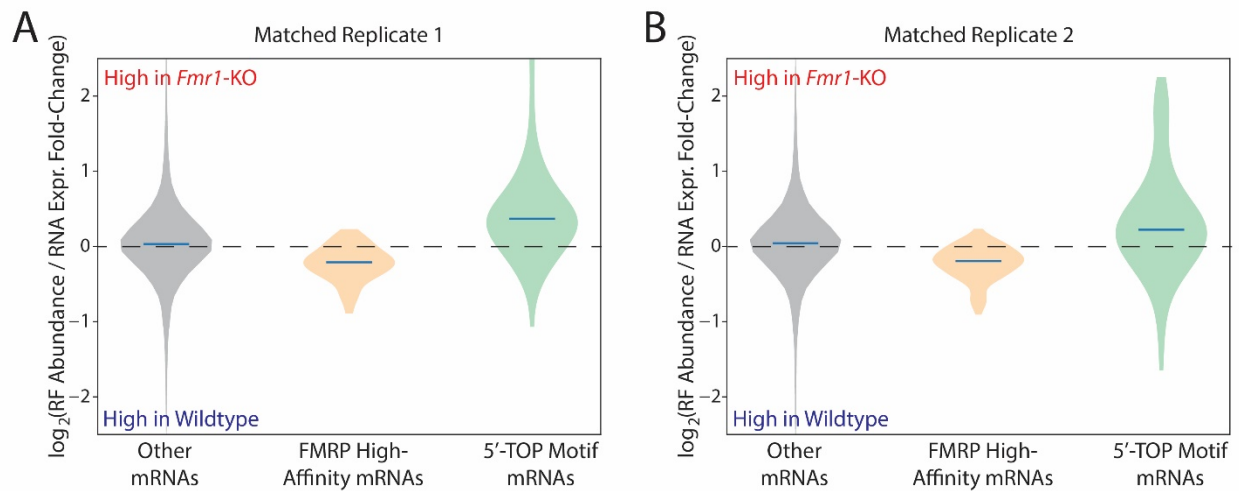 A
Matched Replicate 1
log₂(RF Abundance / RNA Expr. Fold-Change)
High in Fmr1-KO
2
1
0
−1
−2
High in Wildtype
Other
mRNAs
FMRP High-
Affinity mRNAs
5′-TOP Motif
mRNAs
B
Matched Replicate 2
log₂(RF Abundance / RNA Expr. Fold-Change)
High in Fmr1-KO
2
1
0
−1
−2
High in Wildtype
Other
mRNAs
FMRP High-
Affinity mRNAs
5′-TOP Motif
mRNAs